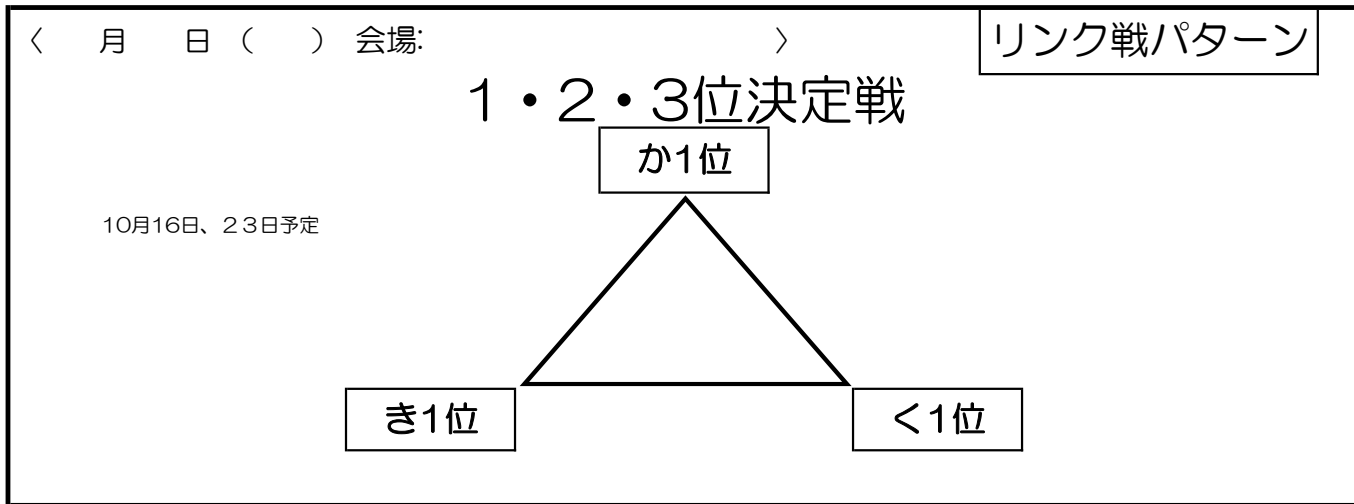 〈　　月　　日（　　）　会場:　　　　　　　　　　　　〉
リンク戦パターン
1・2・3位決定戦
か1位
10月16日、23日予定
き1位
く1位